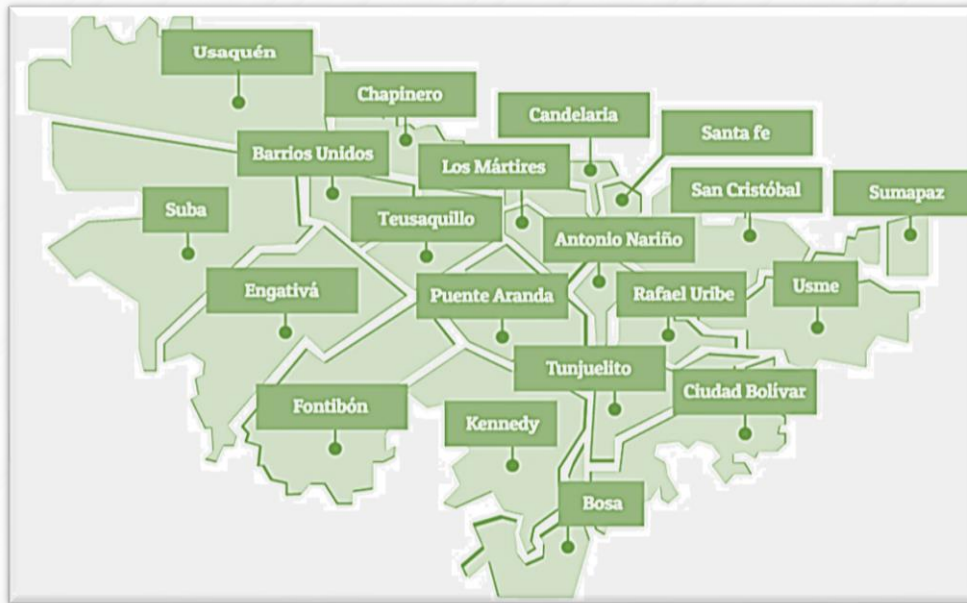 Usaquén
Chapinero
Candelaria
Santa fe
Barrios Unidos
Los Mártires
San Cristóbal
Sumapaz
Suba
Teusaquillo
Antonio Nariño
Engativá
Puente Aranda
Rafael Uribe
Usme
Tunjuelito
Ciudad Bolívar
Fontibón
Kennedy
Bosa